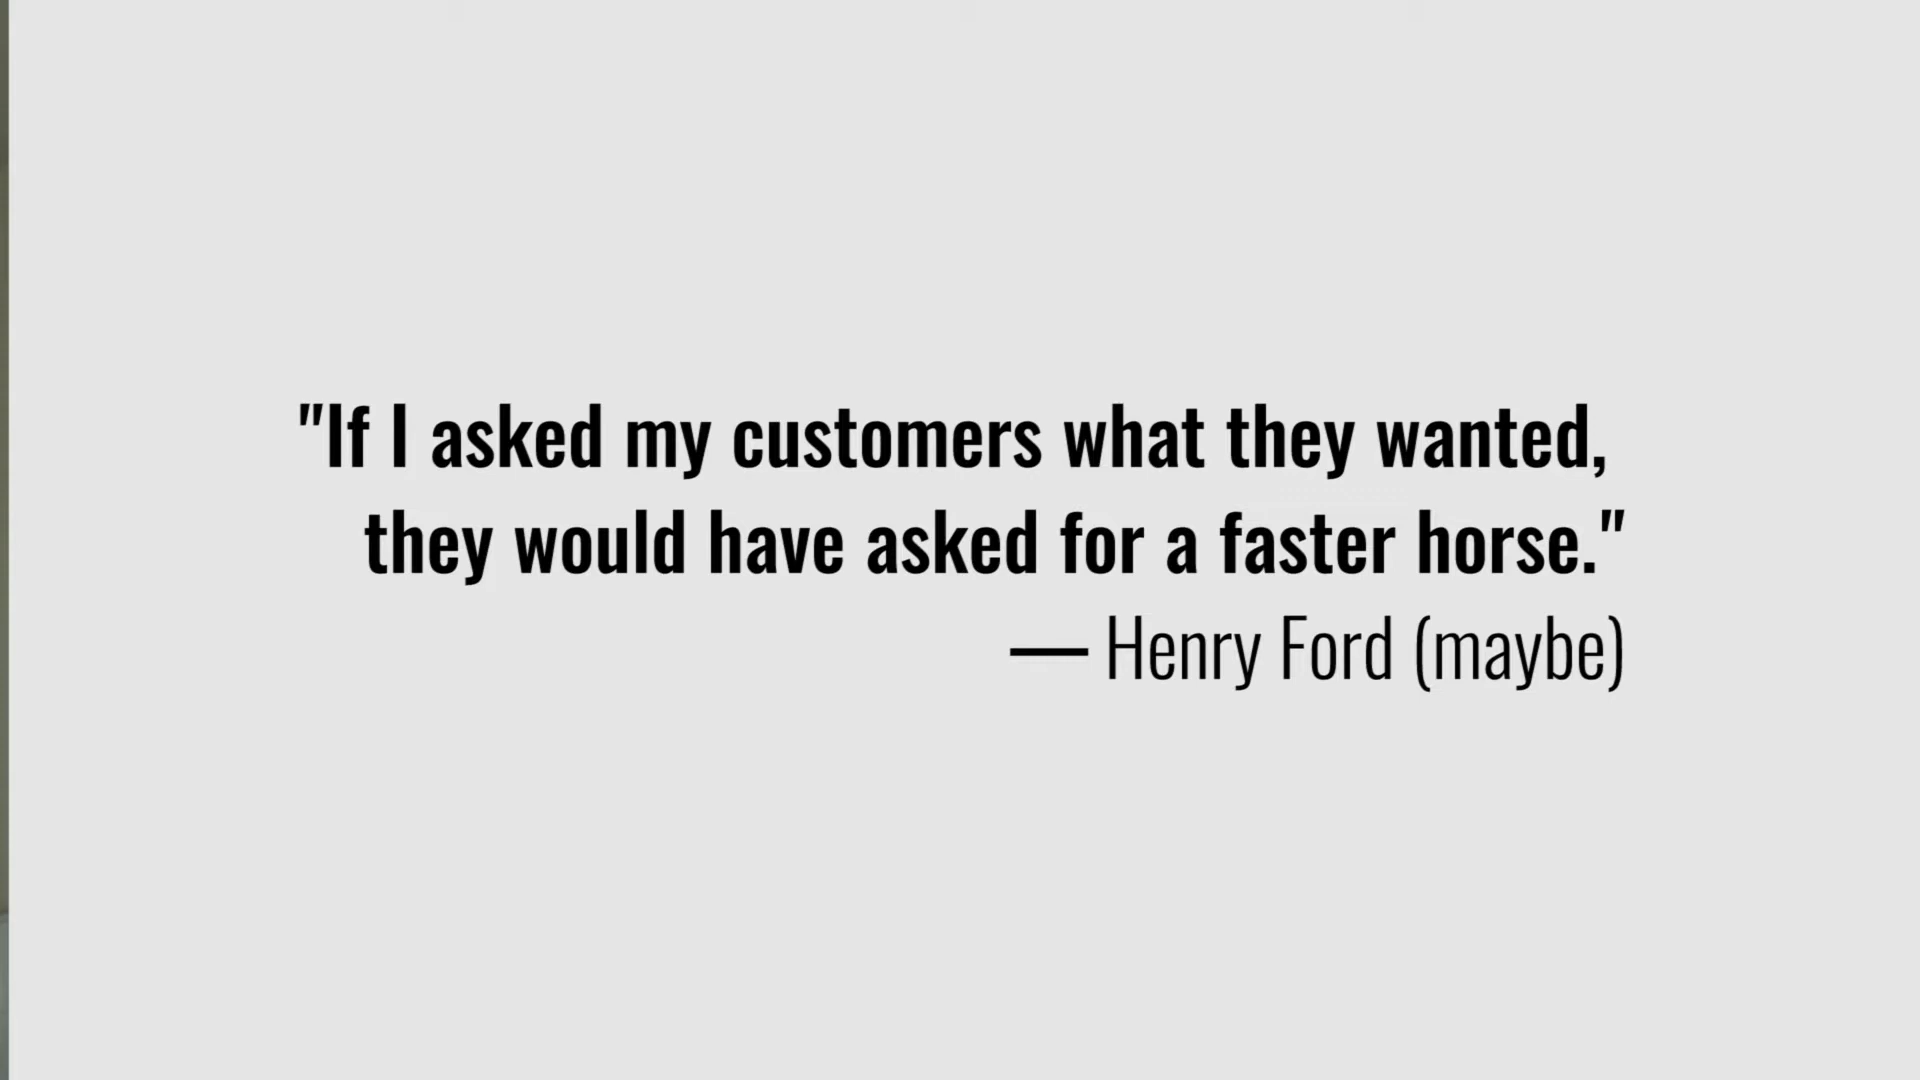 "If I asked my customers what they wanted,
they would have asked for a faster horse."
— Henry Ford (maybe)